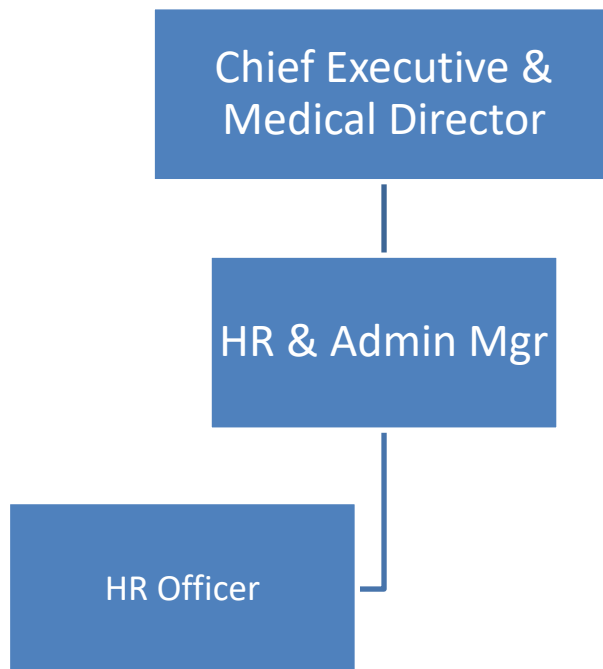 Chief Executive &
Medical Director
HR & Admin Mgr
HR Officer